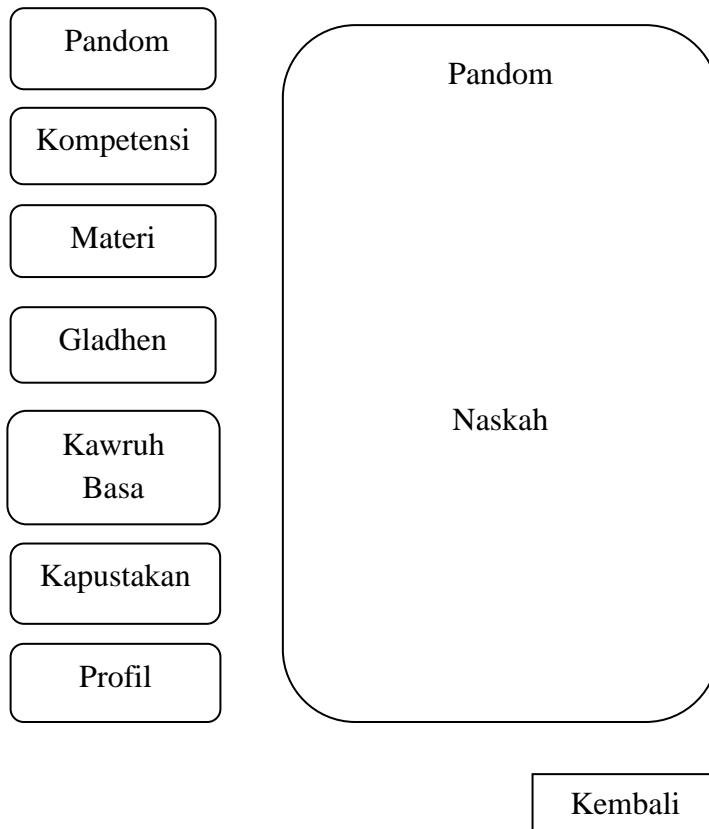 Pandom
Kompetensi
Materi
Gladhen
Kawruh
Basa
Kapustakan
Profil
Pandom
Naskah
Kembali